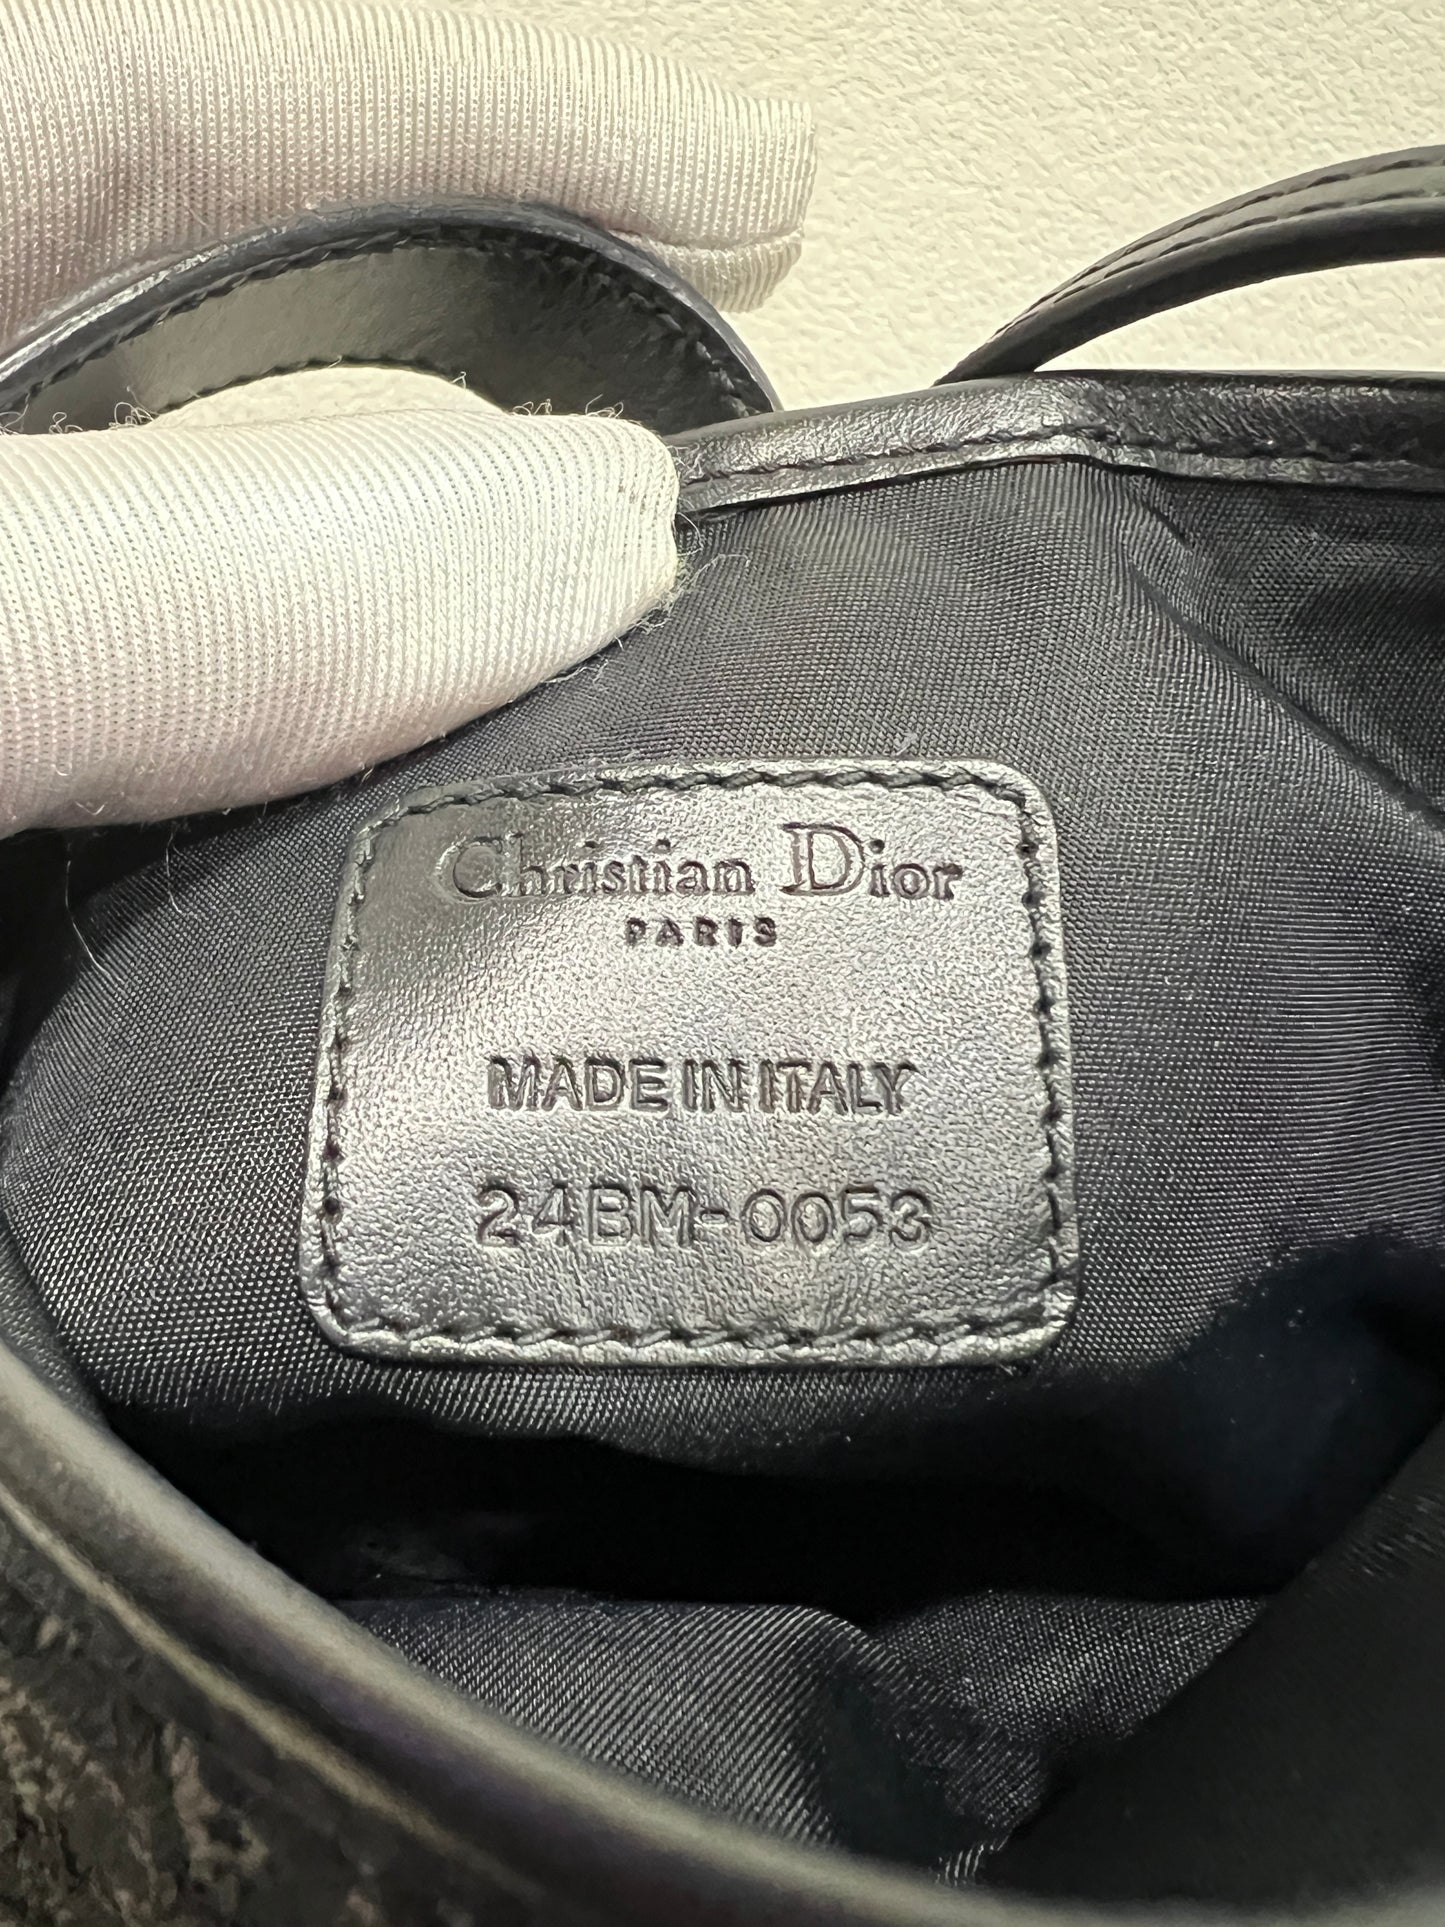 Christian Dior
PARIS
MADE IN ITALY
24BM-0053